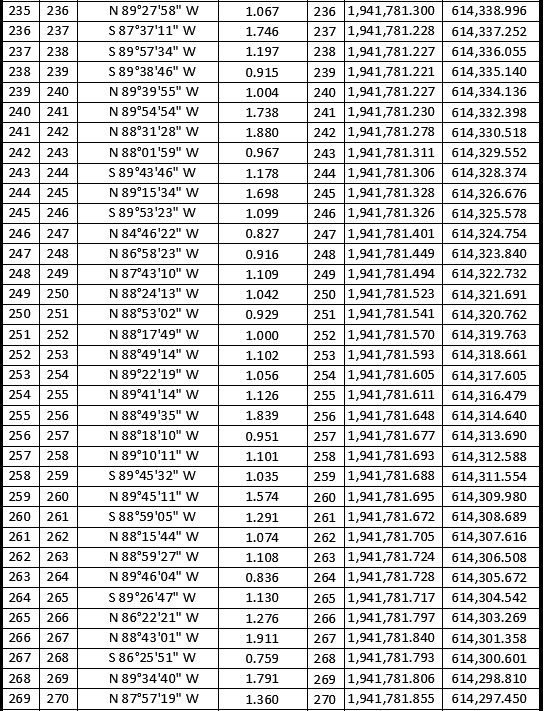 235 236 N 89°27'58" W 1.067 236 1,941,781.300 614,338.996
236 237 S 87°37'11" W 1.746 237 1,941,781.228 614,337.252
237 238 S 89°57'34" W 1.197 238 1,941,781.227 614,336.055
238 239 S 89°38'46" W 0.915 239 1,941,781.221 614,335.140
239 240 N 89°39'55" W 1.004 240 1,941,781.227 614,334.136
240 241 N 89°54'54" W 1.738 241 1,941,781.230 614,332.398
241 242 N 88°31'28" W 1.880 242 1,941,781.278 614,330.518
242 243 N 88°01'59" W 0.967 243 1,941,781.311 614,329.552
243 244 S 89°43'46" W 1.178 244 1,941,781.306 614,328.374
244 245 N 89°15'34" W 1.698 245 1,941,781.328 614,326.676
245 246 S 89°53'23" W 1.099 246 1,941,781.326 614,325.578
246 247 N 84°46'22" W 0.827 247 1,941,781.401 614,324.754
247 248 N 86°58'23" W 0.916 248 1,941,781.449 614,323.840
248 249 N 87°43'10" W 1.109 249 1,941,781.494 614,322.732
249 250 N 88°24'13" W 1.042 250 1,941,781.523 614,321.691
250 251 N 88°53'02" W 0.929 251 1,941,781.541 614,320.762
251 252 N 88°17'49" W 1.000 252 1,941,781.570 614,319.763
252 253 N 88°49'14" W 1.102 253 1,941,781.593 614,318.661
253 254 N 89°22'19" W 1.056 254 1,941,781.605 614,317.605
254 255 N 89°41'14" W 1.126 255 1,941,781.611 614,316.479
255 256 N 88°49'35" W 1.839 256 1,941,781.648 614,314.640
256 257 N 88°18'10" W 0.951 257 1,941,781.677 614,313.690
257 258 N 89°10'11" W 1.101 258 1,941,781.693 614,312.588
258 259 S 89°45'32" W 1.035 259 1,941,781.688 614,311.554
259 260 N 89°45'11" W 1.574 260 1,941,781.695 614,309.980
260 261 S 88°59'05" W 1.291 261 1,941,781.672 614,308.689
261 262 N 88°15'44" W 1.074 262 1,941,781.705 614,307.616
262 263 N 88°59'27" W 1.108 263 1,941,781.724 614,306.508
263 264 N 89°46'04" W 0.836 264 1,941,781.728 614,305.672
264 265 S 89°26'47" W 1.130 265 1,941,781.717 614,304.542
265 266 N 86°22'21" W 1.276 266 1,941,781.797 614,303.269
266 267 N 88°43'01" W 1.911 267 1,941,781.840 614,301.358
267 268 S 86°25'51" W 0.759 268 1,941,781.793 614,300.601
268 269 N 89°34'40" W 1.791 269 1,941,781.806 614,298.810
269 270 N 87°57'19" W 1.360 270 1,941,781.855 614,297.450